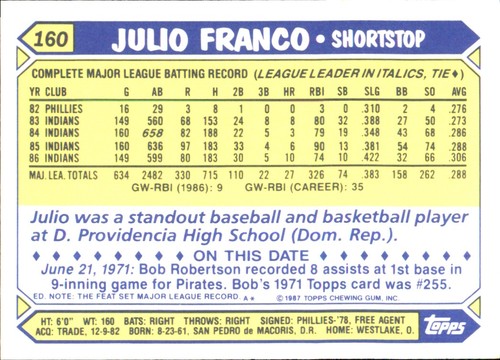 160 JULIO FRANCO • SHORTSTOP
COMPLETE MAJOR LEAGUE BATTING RECORD (LEAGUE LEADER IN ITALICS, TIE♦)
YR CLUB G AB R H 2B 3B HR RBI SB SLG BB SO AVG
82 PHILLIES 16 29 3 8 1 0 0 3 0 .310 2 4 .276
83 INDIANS 149 560 68 153 24 8 8 80 32 .388 27 50 .273
84 INDIANS 160 658 82 188 22 5 3 79 19 .348 43 68 .286
85 INDIANS 160 636 97 183 33 4 6 90 13 .381 54 74 .288
86 INDIANS 149 599 80 183 30 5 10 74 10 .422 32 66 .306
MAJ. LEA. TOTALS 634 2482 330 715 110 22 27 326 74 .383 158 262 .288
GW-RBI (1986): 9 GW-RBI (CAREER): 35
Julio was a standout baseball and basketball player
at D. Providencia High School (Dom. Rep.).
♦ ♦ ♦ ♦ ♦ ♦ ♦ ON THIS DATE ♦ ♦ ♦ ♦ ♦ ♦ ♦
June 21, 1971: Bob Robertson recorded 8 assists at 1st base in
9-inning game for Pirates. Bob's 1971 Topps card was #255.
ED. NOTE: THE FEAT SET MAJOR LEAGUE RECORD. A* © 1987 TOPPS CHEWING GUM, INC.
HT: 6'0" WT: 160 BATS: RIGHT THROWS: RIGHT SIGNED: PHILLIES-'78, FREE AGENT
ACQ: TRADE, 12-9-82 BORN: 8-23-61, SAN PEDRO de MACORIS, D.R. HOME: WESTLAKE, O.
Topps